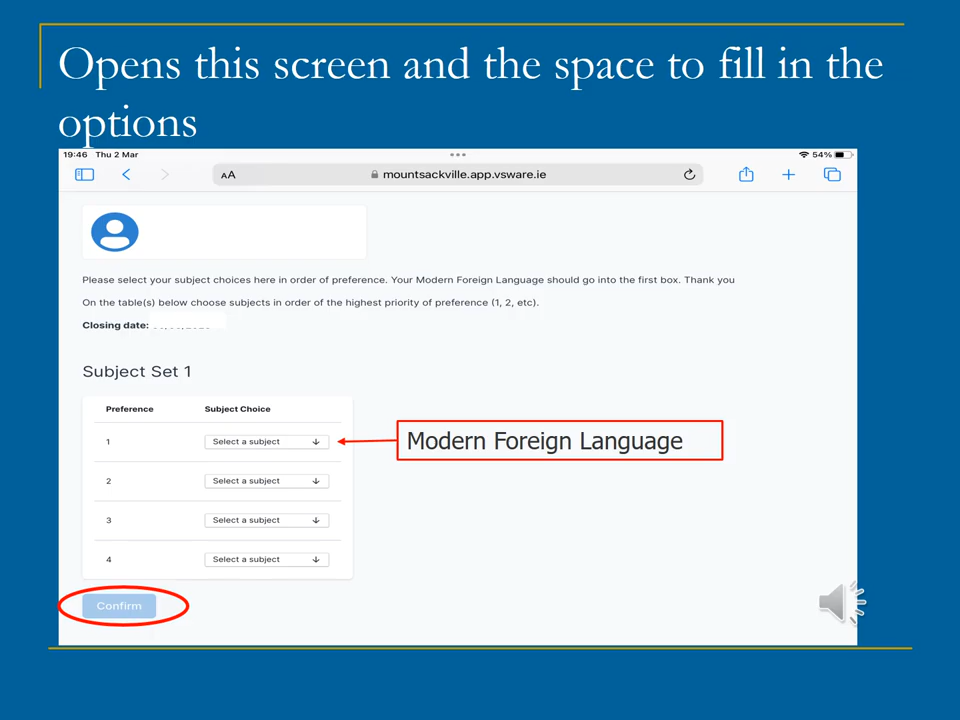 Opens this screen and the space to fill in the
options
19:46 Thu 2 Mar
54%
AA
mountsackville.app.vsware.ie
Please select your subject choices here in order of preference. Your Modern Foreign Language should go into the first box. Thank you
On the table(s) below choose subjects in order of the highest priority of preference (1, 2, etc).
Closing date:
Subject Set 1
Preference Subject Choice
1 Select a subject
Modern Foreign Language
2 Select a subject
3 Select a subject
4 Select a subject
Confirm